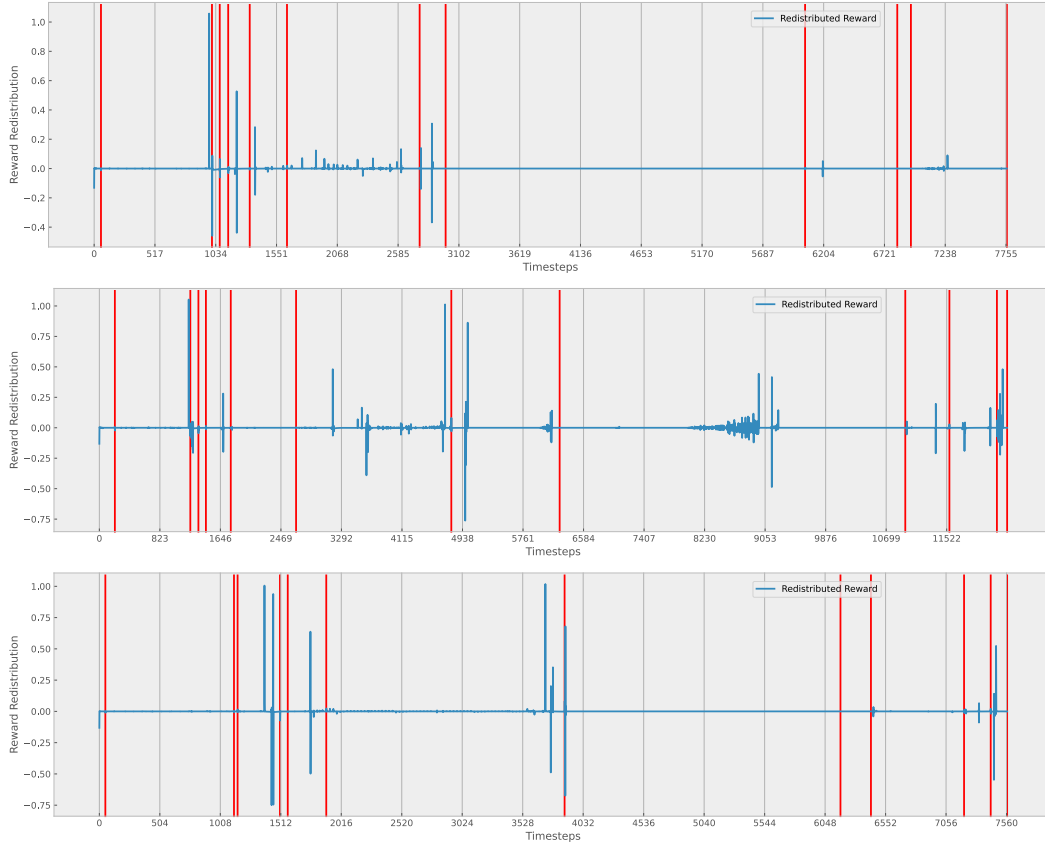 Redistributed Reward
1.0
0.8
0.6
0.4
0.2
0.0
−0.2
−0.4
Reward Redistribution
0 517 1034 1551 2068 2585 3102 3619 4136 4653 5170 5687 6204 6721 7238 7755
Timesteps
Redistributed Reward
1.00
0.75
0.50
0.25
0.00
−0.25
−0.50
−0.75
Reward Redistribution
0 823 1646 2469 3292 4115 4938 5761 6584 7407 8230 9053 9876 10699 11522
Timesteps
Redistributed Reward
1.00
0.75
0.50
0.25
0.00
−0.25
−0.50
−0.75
Reward Redistribution
0 504 1008 1512 2016 2520 3024 3528 4032 4536 5040 5544 6048 6552 7056 7560
Timesteps